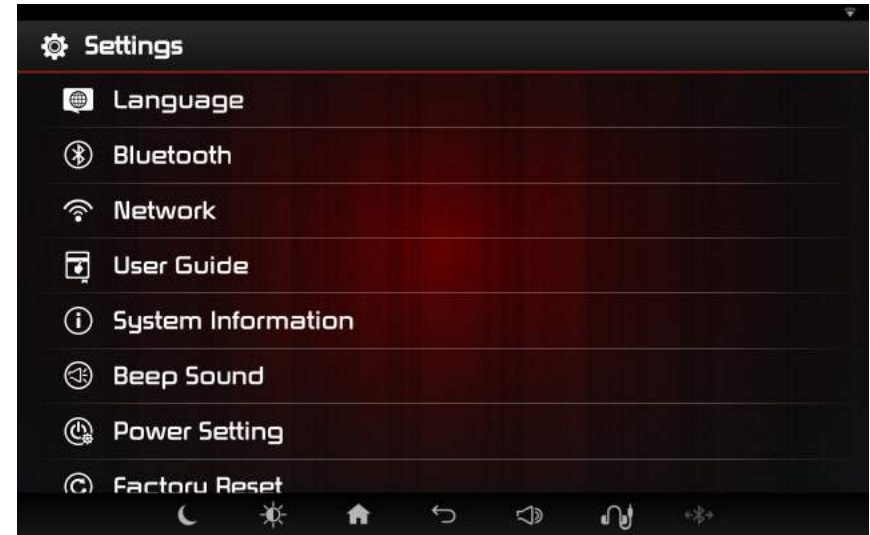 Settings
Language
Bluetooth
Network
User Guide
System Information
Beep Sound
Power Setting
Factory Reset